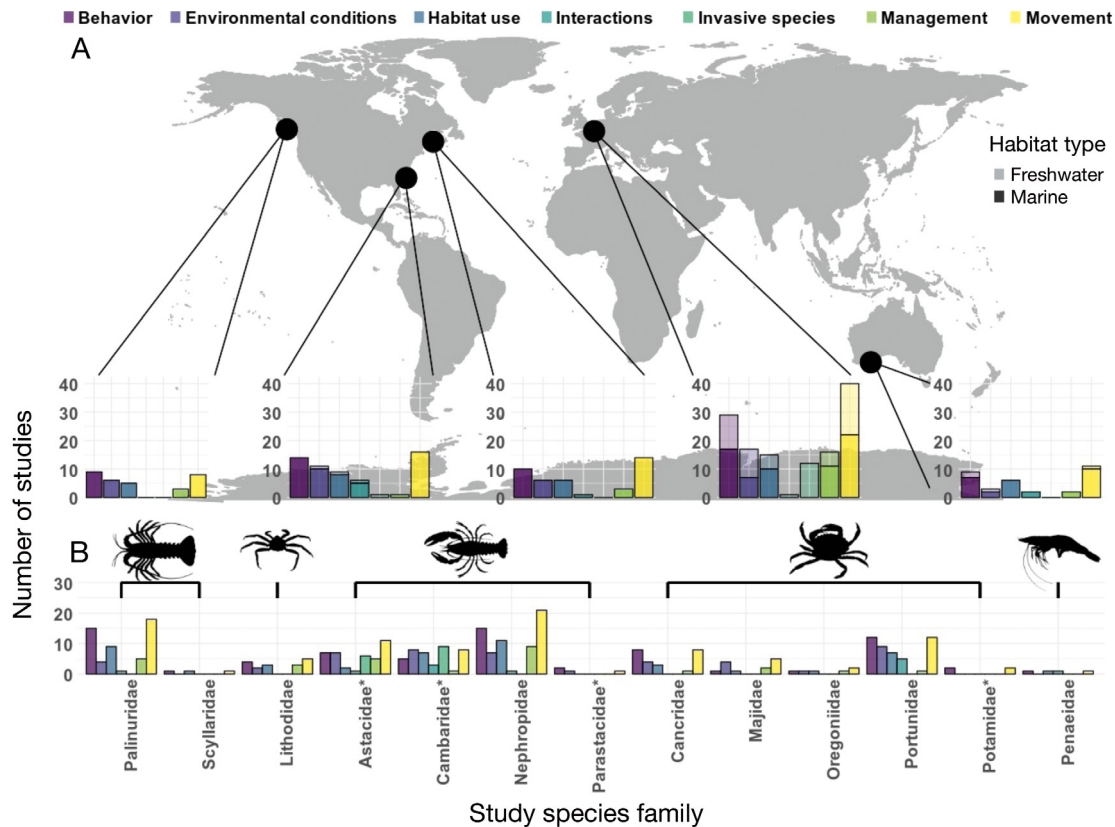 Behavior Environmental conditions Habitat use Interactions Invasive species Management Movement
A
Habitat type
Freshwater
Marine
Number of studies
40 40 40 40 40
30 30 30 30 30
20 20 20 20 20
10 10 10 10 10
0 0 0 0 0
B
30
20
10
0
Palinuridae
Scyllaridae
Lithodidae
Astacidae*
Cambaridae*
Nephropidae
Parastacidae*
Cancridae
Majidae
Oregoniidae
Portunidae
Potamidae*
Penaeidae
Study species family